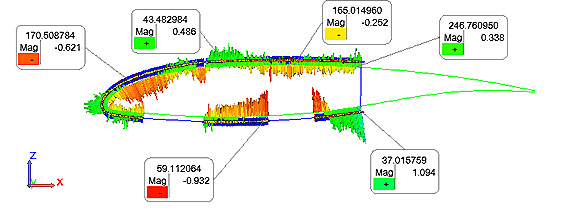 170.508784
Mag -0.621
-
43.482984
Mag 0.486
+
165.014960
Mag -0.252
-
246.760950
Mag 0.338
+
59.112064
Mag -0.932
-
37.015759
Mag 1.094
+
Z
Y
X